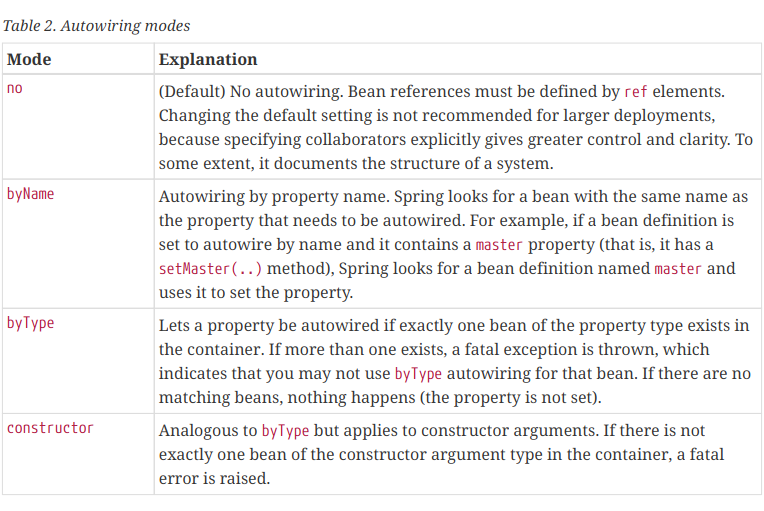 Table 2. Autowiring modes
Mode
Explanation
no
(Default) No autowiring. Bean references must be defined by ref elements.
Changing the default setting is not recommended for larger deployments,
because specifying collaborators explicitly gives greater control and clarity. To
some extent, it documents the structure of a system.
byName
Autowiring by property name. Spring looks for a bean with the same name as
the property that needs to be autowired. For example, if a bean definition is
set to autowire by name and it contains a master property (that is, it has a
setMaster(..) method), Spring looks for a bean definition named master and
uses it to set the property.
byType
Lets a property be autowired if exactly one bean of the property type exists in
the container. If more than one exists, a fatal exception is thrown, which
indicates that you may not use byType autowiring for that bean. If there are no
matching beans, nothing happens (the property is not set).
constructor
Analogous to byType but applies to constructor arguments. If there is not
exactly one bean of the constructor argument type in the container, a fatal
error is raised.